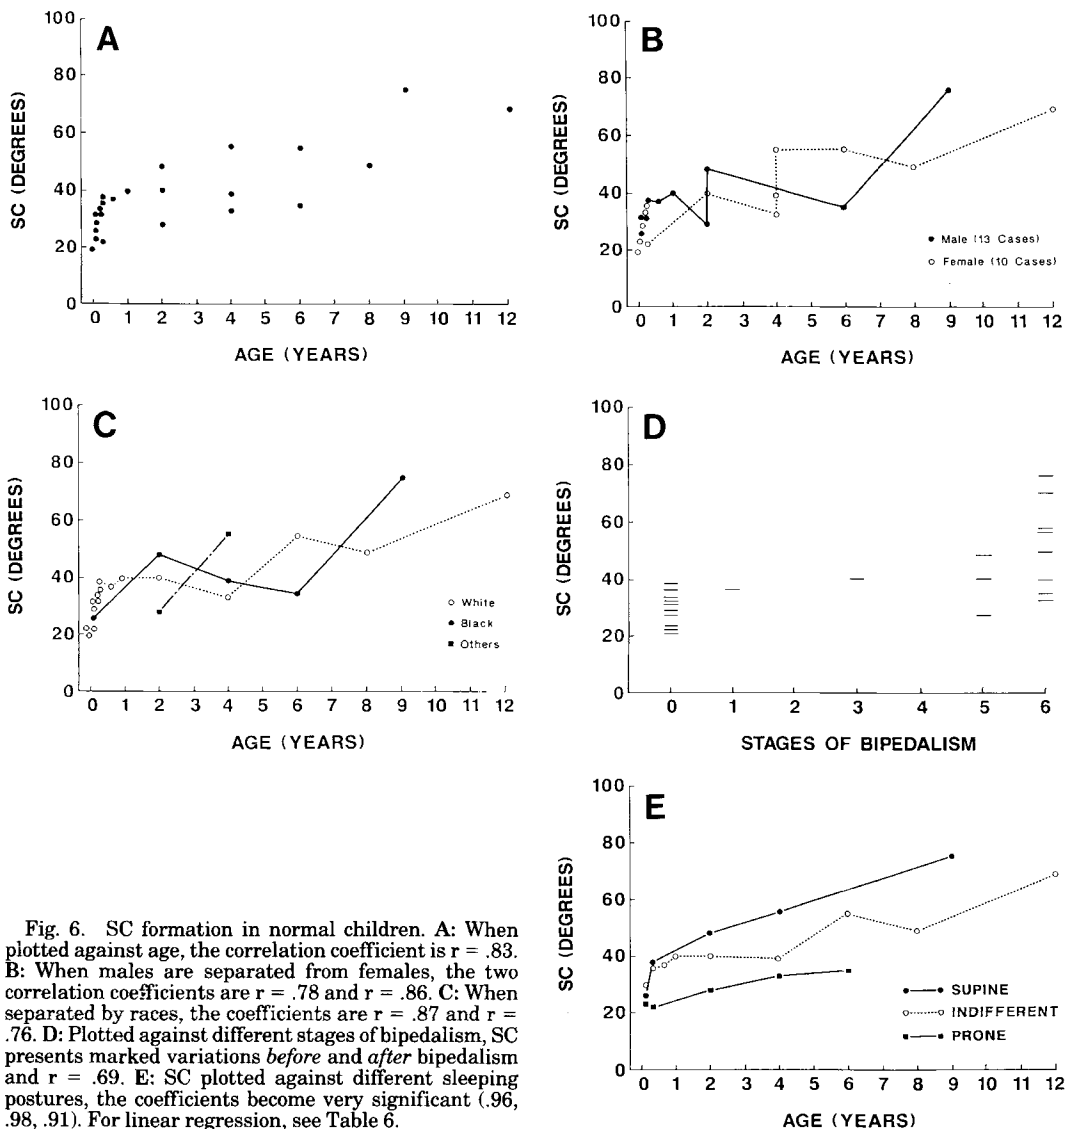 A
SC (DEGREES)
100
80
60
40
20
0
0 1 2 3 4 5 6 7 8 9 10 11 12
AGE (YEARS)
B
SC (DEGREES)
100
80
60
40
20
0
Male (13 Cases)
Female (10 Cases)
0 1 2 3 4 5 6 7 8 9 10 11 12
AGE (YEARS)
C
SC (DEGREES)
100
80
60
40
20
0
White
Black
Others
0 1 2 3 4 5 6 7 8 9 10 11 12
AGE (YEARS)
D
SC (DEGREES)
100
80
60
40
20
0
0 1 2 3 4 5 6
STAGES OF BIPEDALISM
E
SC (DEGREES)
100
80
60
40
20
0
SUPINE
INDIFFERENT
PRONE
0 1 2 3 4 5 6 7 8 9 10 11 12
AGE (YEARS)
Fig. 6. SC formation in normal children. A: When
plotted against age, the correlation coefficient is r = .83.
B: When males are separated from females, the two
correlation coefficients are r = .78 and r = .86. C: When
separated by races, the coefficients are r = .87 and r =
.76. D: Plotted against different stages of bipedalism, SC
presents marked variations before and after bipedalism
and r = .69. E: SC plotted against different sleeping
postures, the coefficients become very significant (.96,
.98, .91). For linear regression, see Table 6.